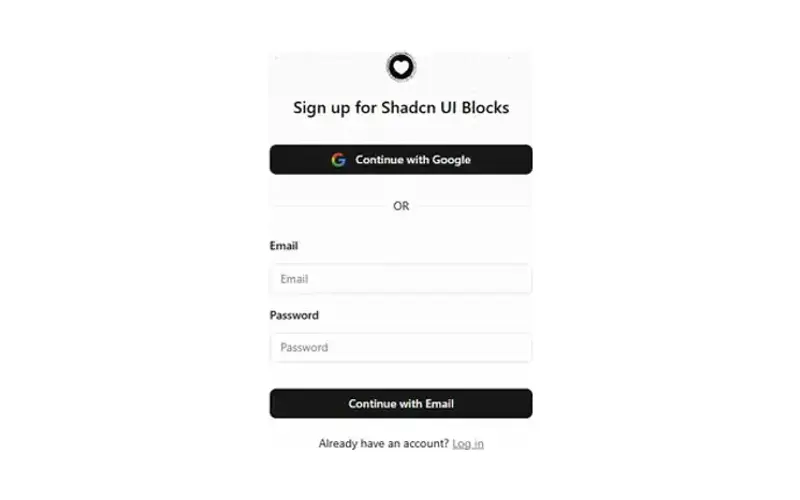 Sign up for Shadcn UI Blocks
Continue with Google
OR
Email
Email
Password
Password
Continue with Email
Already have an account? Log in